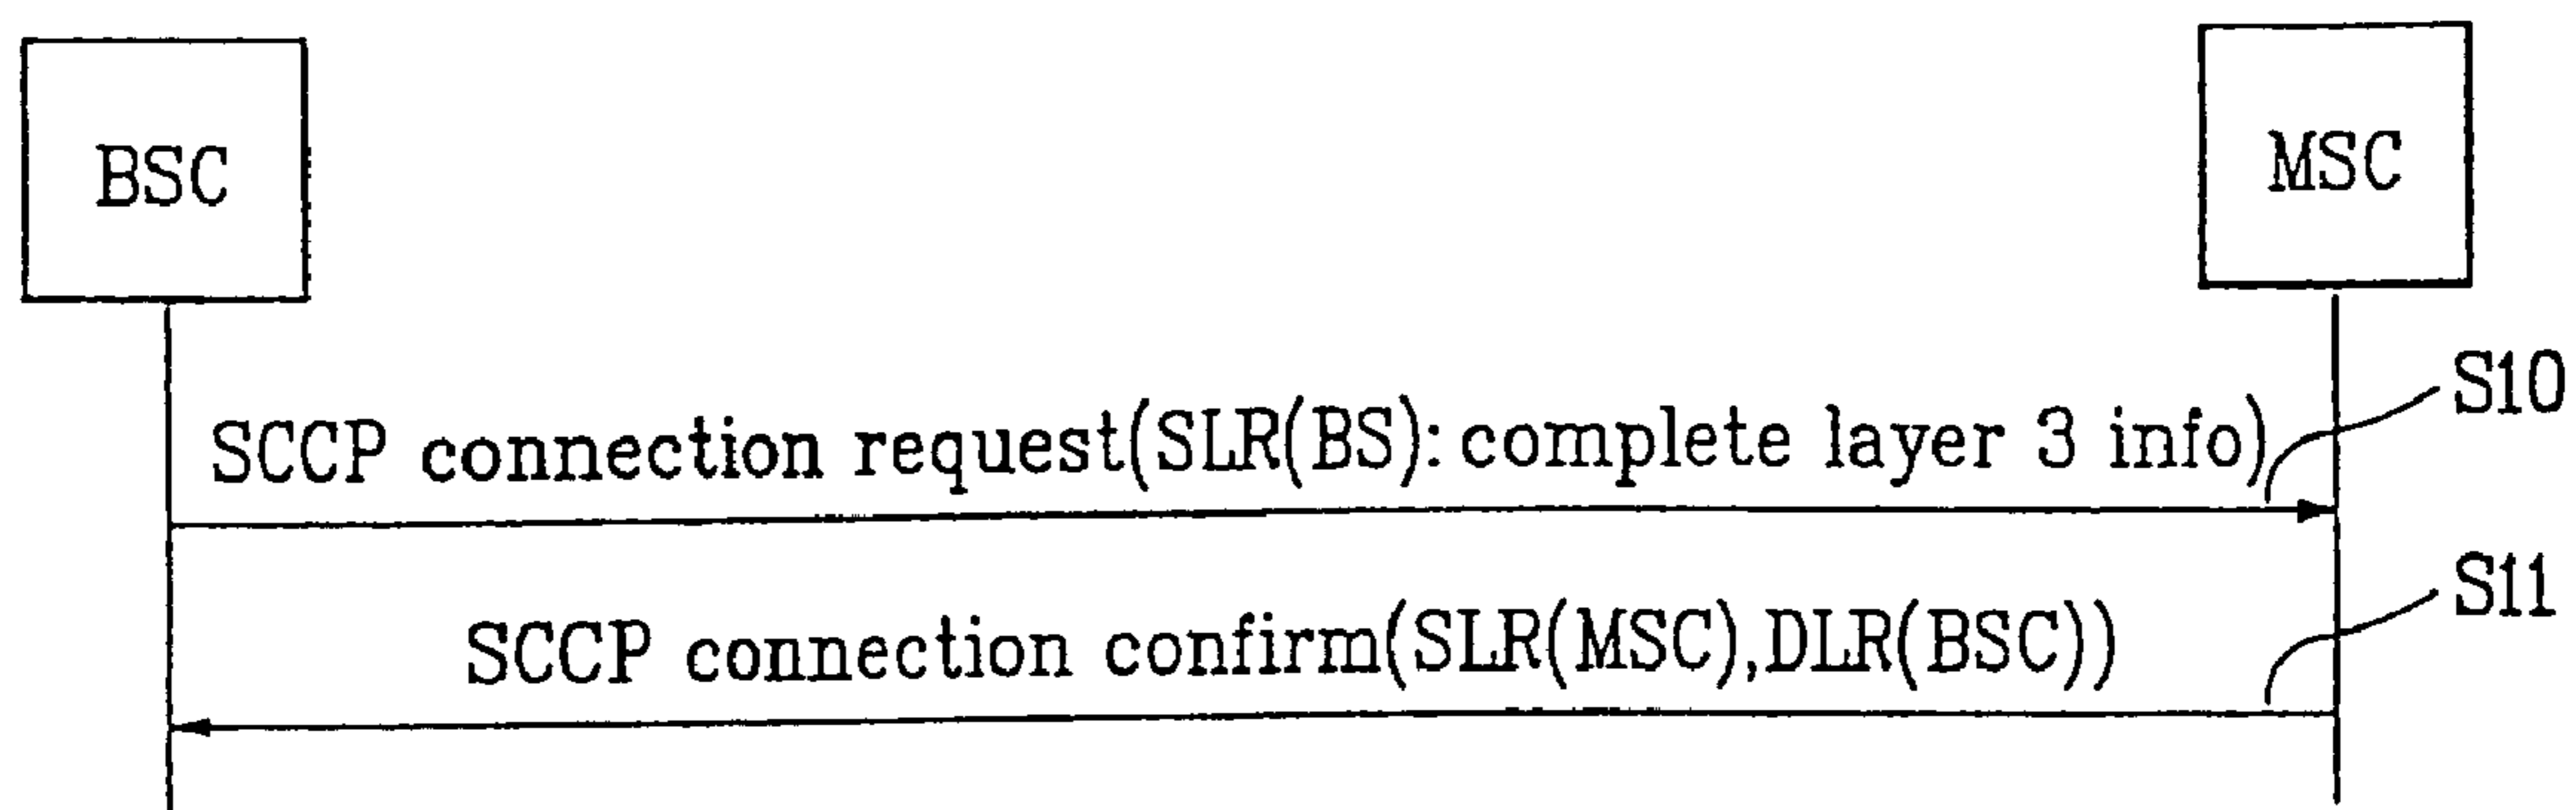 BSC
MSC
SCCP connection request(SLR(BS): complete layer 3 info)
S10
SCCP connection confirm(SLR(MSC),DLR(BSC))
S11